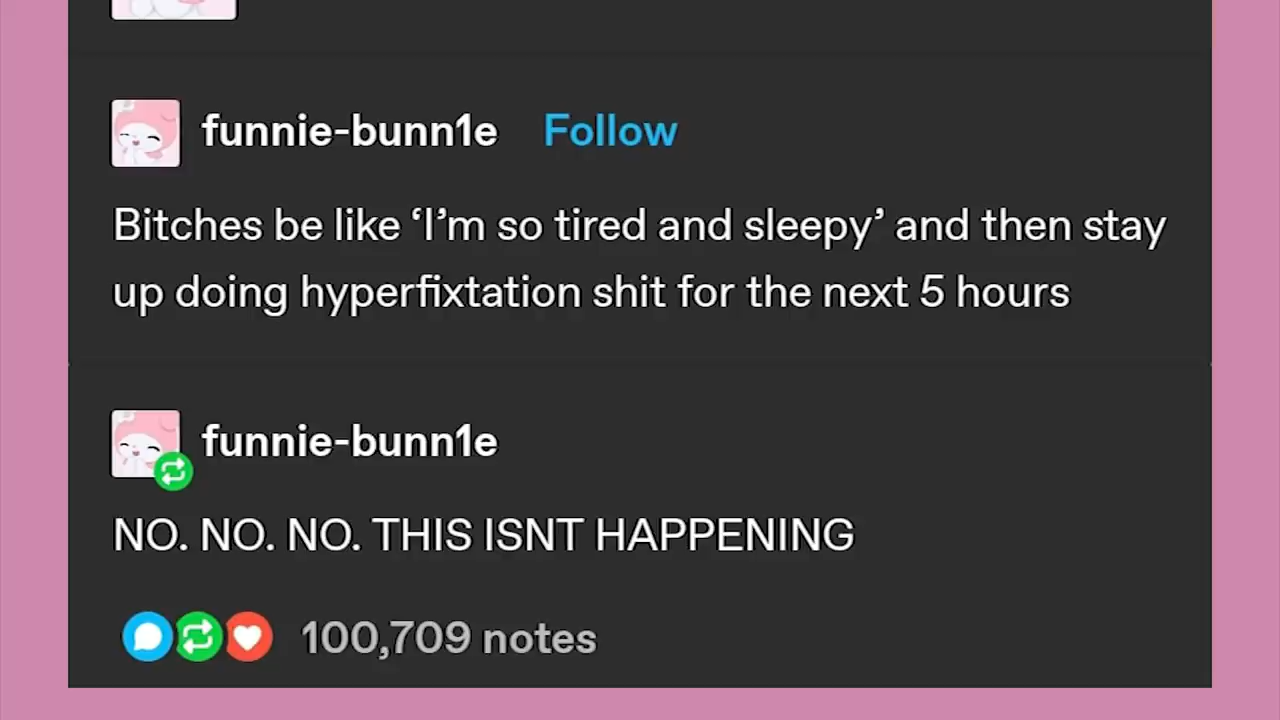 funnie-bunn1e Follow
Bitches be like ‘I’m so tired and sleepy’ and then stay
up doing hyperfixtation shit for the next 5 hours
funnie-bunn1e
NO. NO. NO. THIS ISNT HAPPENING
100,709 notes